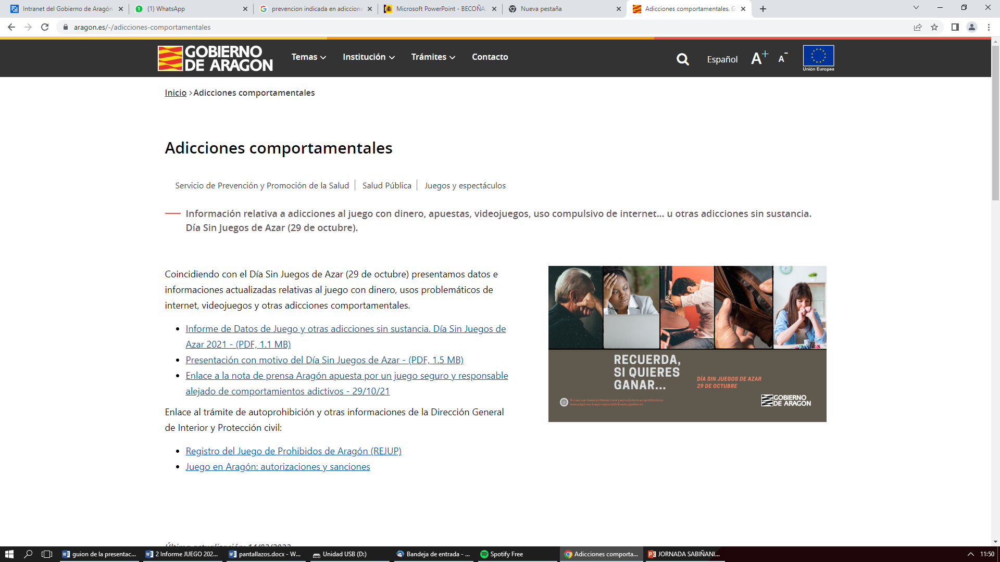 Intranet del Gobierno de Aragón
(1) WhatsApp
prevencion indicada en adiccione
Microsoft PowerPoint - BECOÑA.
Nueva pestaña
Adicciones comportamentales. G
aragon.es/-/adicciones-comportamentales
GOBIERNO
DE ARAGON
Temas
Institución
Trámites
Contacto
Español
A+
A-
Unión Europea
Inicio > Adicciones comportamentales
Adicciones comportamentales
Servicio de Prevención y Promoción de la Salud
Salud Pública
Juegos y espectáculos
Información relativa a adicciones al juego con dinero, apuestas, videojuegos, uso compulsivo de internet... u otras adicciones sin sustancia.
Día Sin Juegos de Azar (29 de octubre).
Coincidiendo con el Día Sin Juegos de Azar (29 de octubre) presentamos datos e
informaciones actualizadas relativas al juego con dinero, usos problemáticos de
internet, videojuegos y otras adicciones comportamentales.
• Informe de Datos de Juego y otras adicciones sin sustancia. Día Sin Juegos de
Azar 2021 - (PDF, 1.1 MB)
• Presentación con motivo del Día Sin Juegos de Azar - (PDF, 1.5 MB)
• Enlace a la nota de prensa Aragón apuesta por un juego seguro y responsable
alejado de comportamientos adictivos - 29/10/21
Enlace al trámite de autoprohibición y otras informaciones de la Dirección General
de Interior y Protección civil:
• Registro del Juego de Prohibidos de Aragón (REJUP)
• Juego en Aragón: autorizaciones y sanciones
RECUERDA,
SI QUIERES
GANAR...
DÍA SIN JUEGOS DE AZAR
29 DE OCTUBRE
GOBIERNO
DE ARAGON
Última actualización: 14/03/2022
guion de la presentac...
2 Informe JUEGO 202...
pantallazos.docx - W...
Unidad USB (D:)
Bandeja de entrada - ...
Spotify Free
Adicciones comporta...
JORNADA SABIÑANI...
11:50